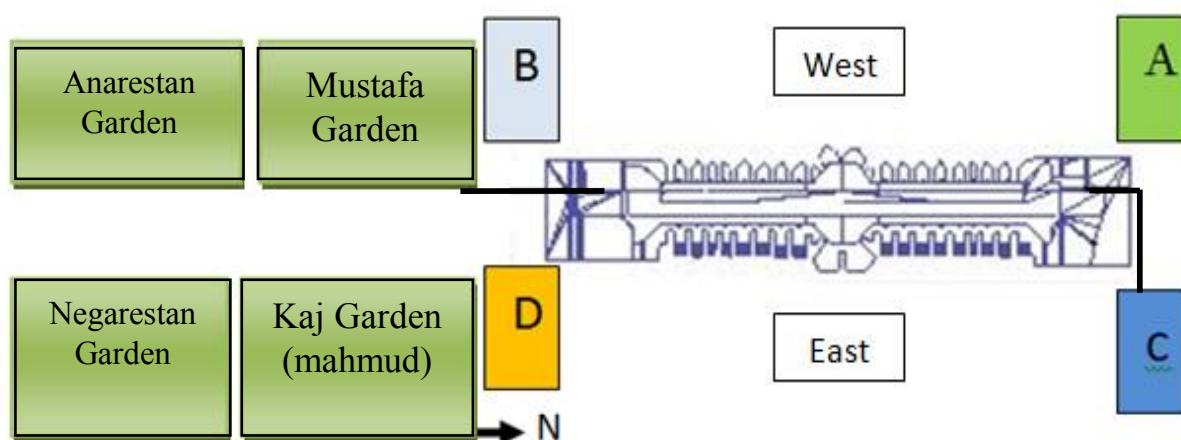 Anarestan
Garden
Mustafa
Garden
B
West
A
Negarestan
Garden
Kaj Garden
(mahmud)
D
East
C
N